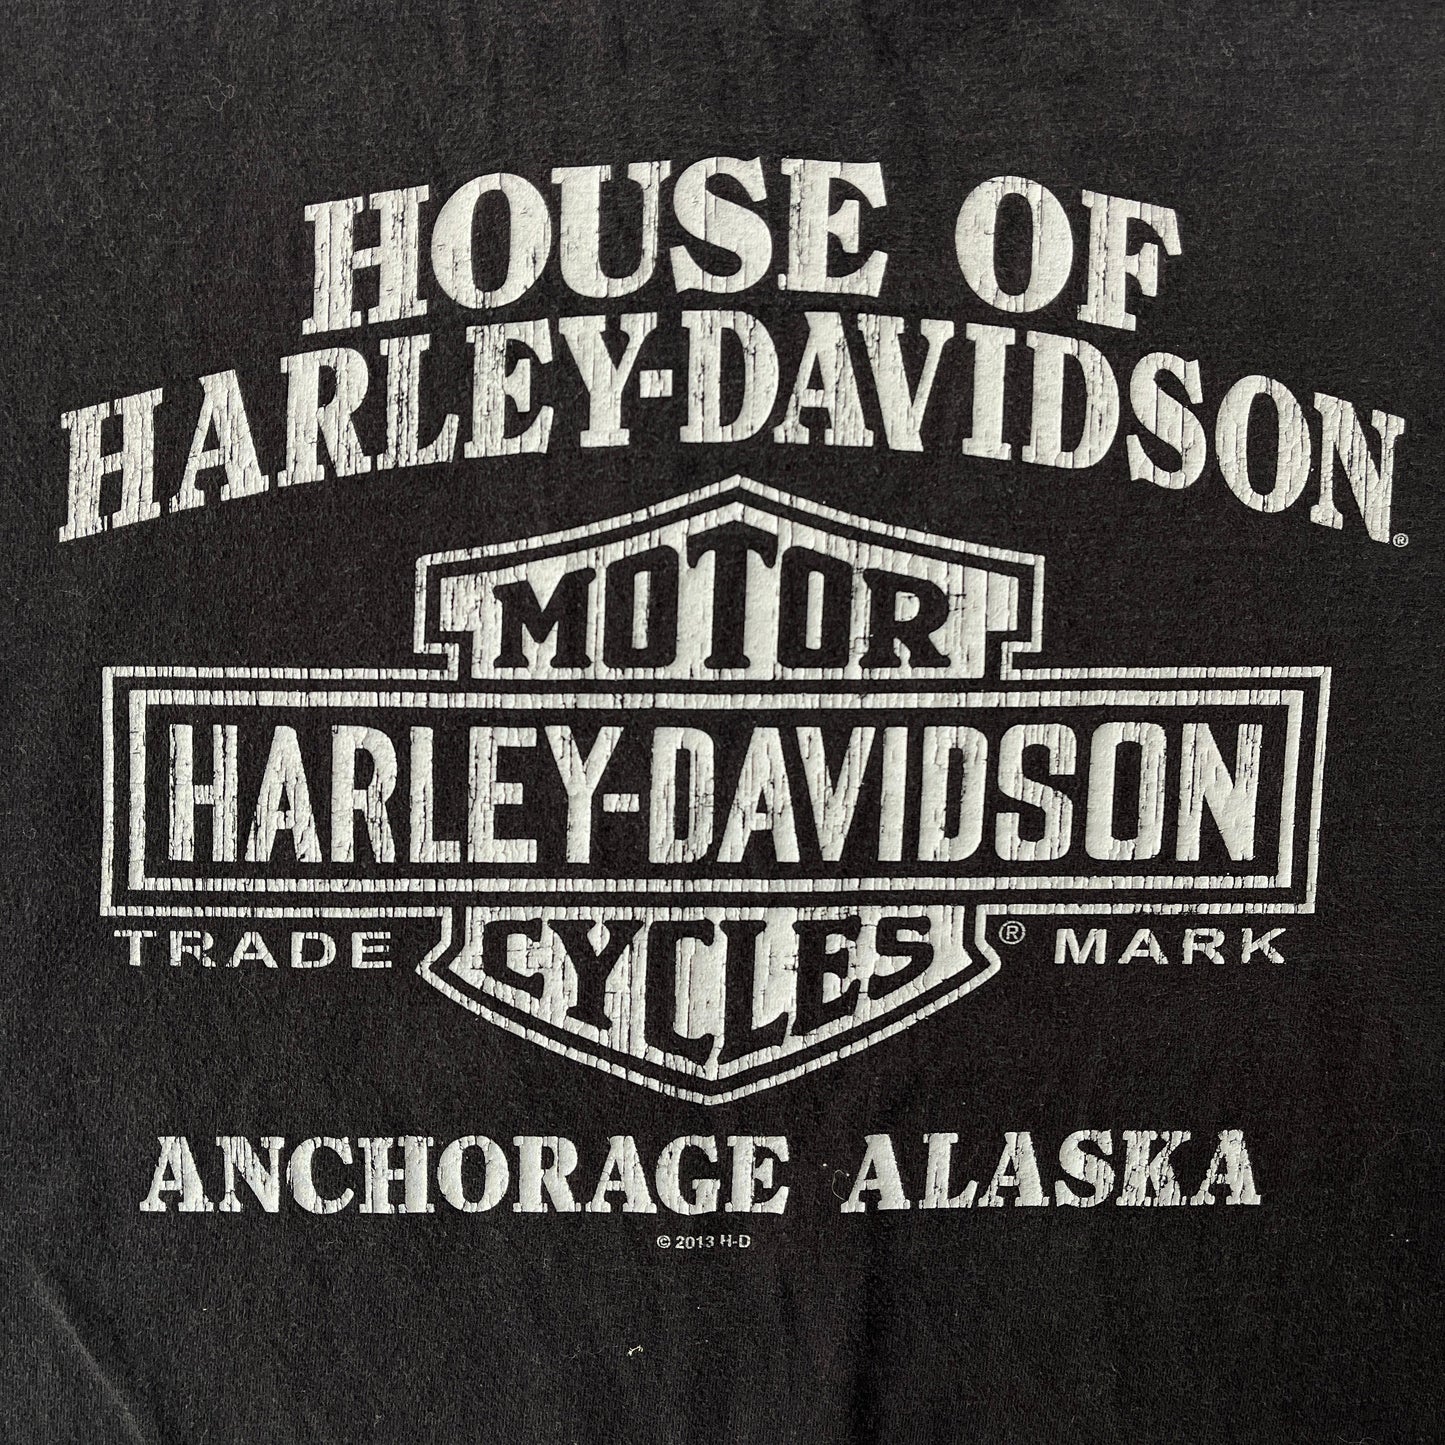 HOUSE OF
HARLEY-DAVIDSON®
MOTOR
HARLEY-DAVIDSON
CYCLES ®
TRADE MARK
ANCHORAGE ALASKA
© 2013 H-D